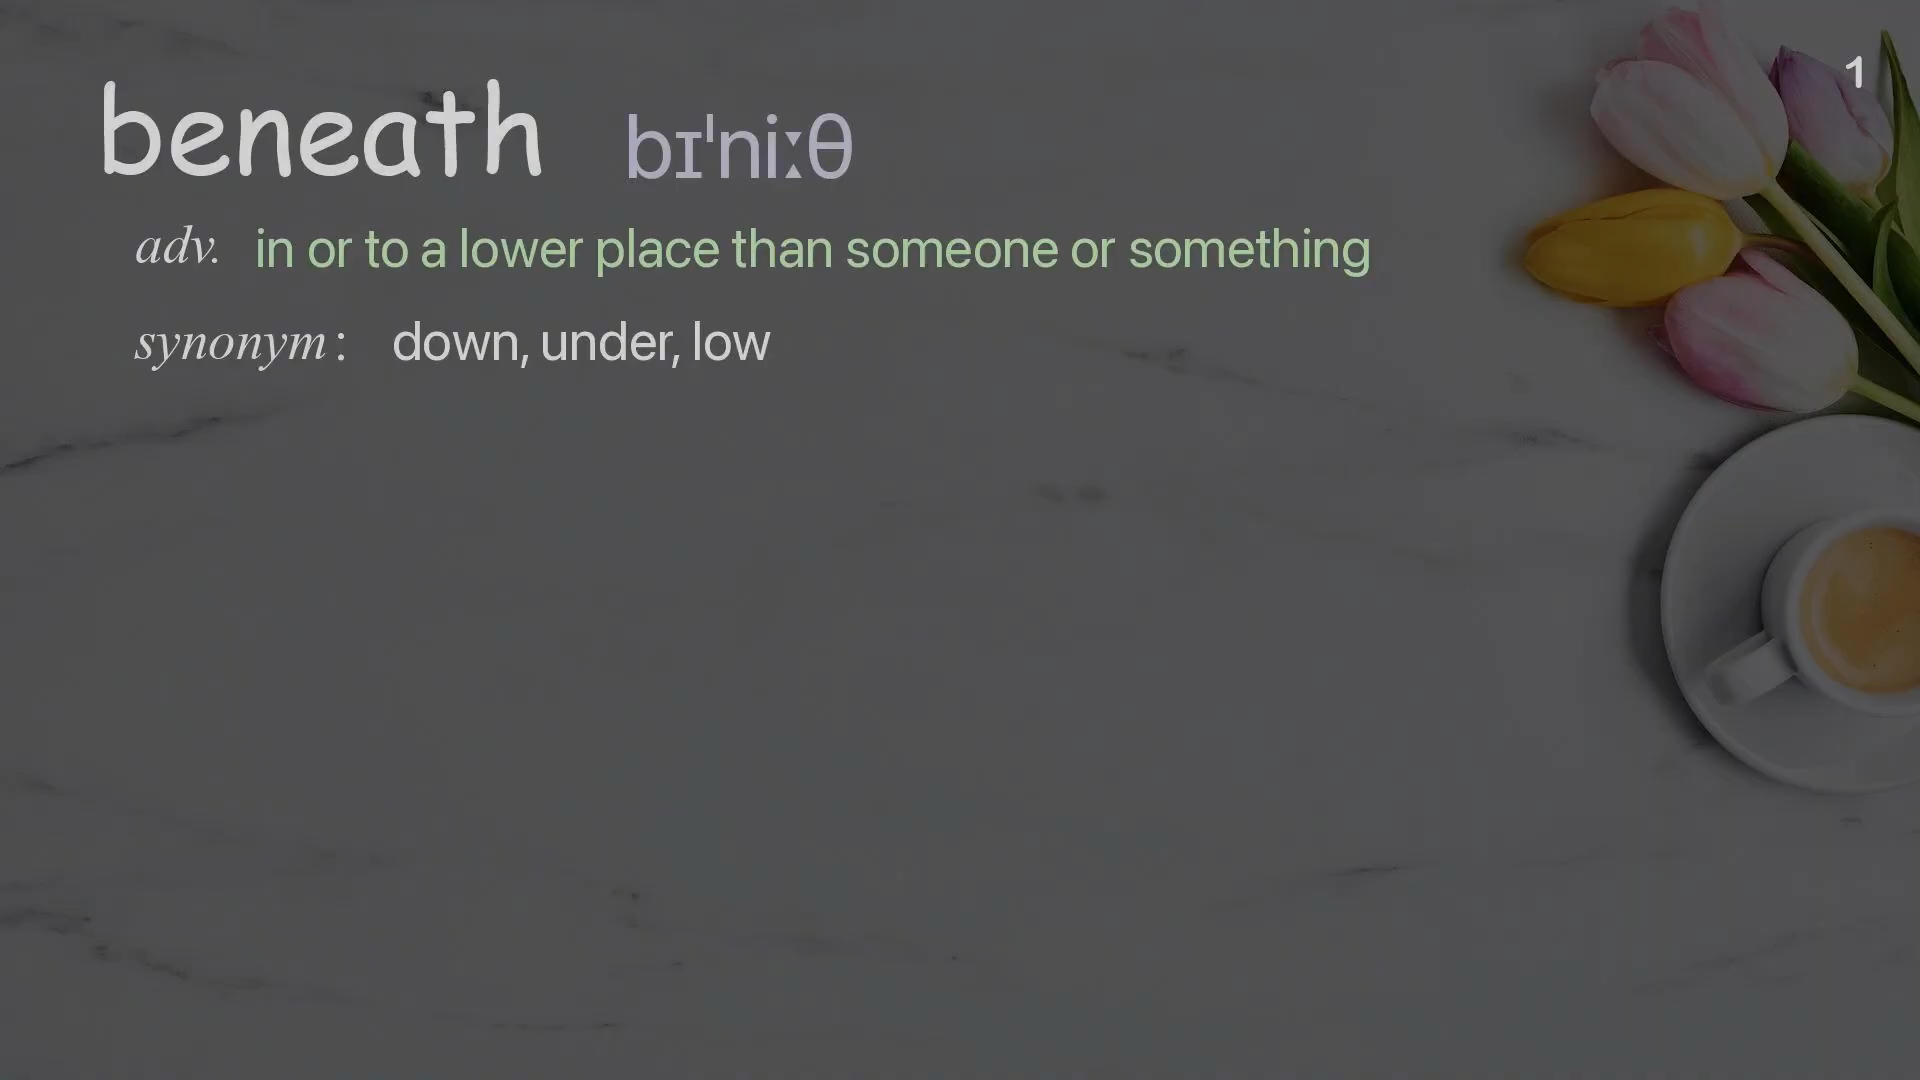 1
beneath bɪˈniːθ
adv. in or to a lower place than someone or something
synonym: down, under, low